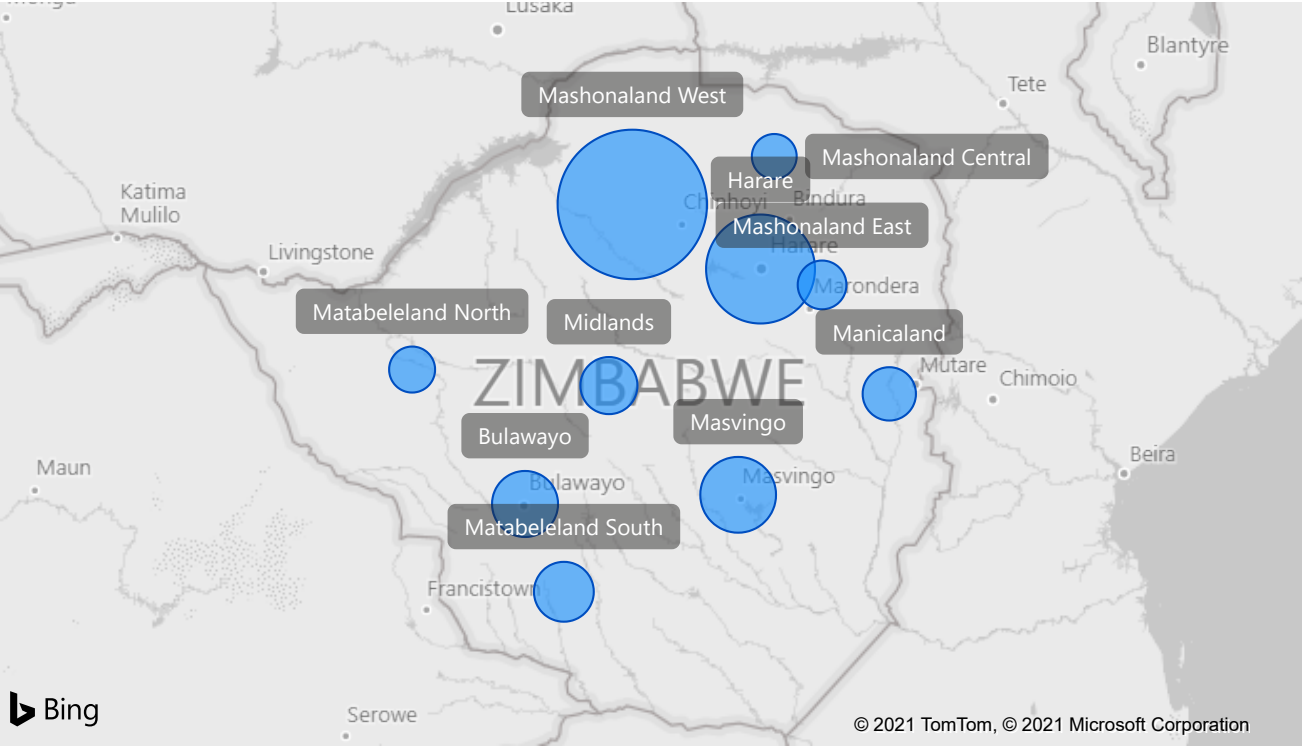 Lusaka
Blantyre
Tete
Mashonaland West
Mashonaland Central
Harare
Katima
Mulilo
Chinhoyi
Bindura
Mashonaland East
Harare
Livingstone
Marondera
Matabeleland North
Midlands
Manicaland
ZIMBABWE
Mutare
Chimoio
Masvingo
Bulawayo
Beira
Maun
Bulawayo
Masvingo
Matabeleland South
Francistown
Bing
Serowe
© 2021 TomTom, © 2021 Microsoft Corporation